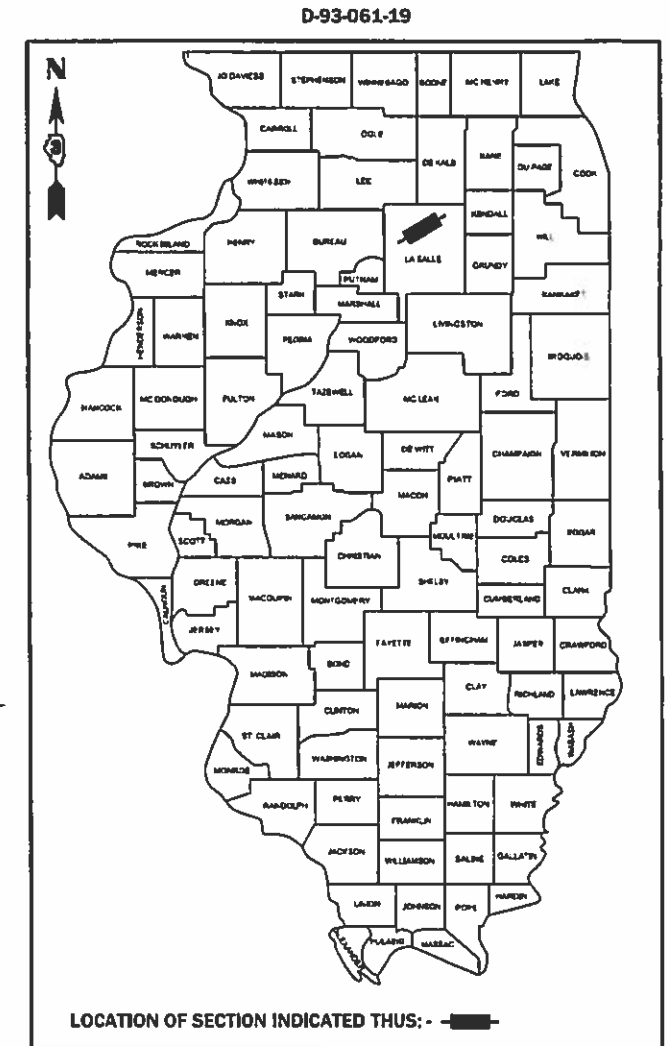 D-93-061-19
N
JO DAVIESS STEPHENSON WINNEBAGO BOONE MC HENRY LAKE
CARROLL OGLE
DE KALB KANE DU PAGE COOK
WHITESIDE LEE
KENDALL
ROCK ISLAND HENRY BUREAU LA SALLE WILL
MERCER PUTNAM GRUNDY
STARK MARSHALL KANKAKEE
HENDERSON WARREN KNOX PEORIA WOODFORD LIVINGSTON
IROQUOIS
HANCOCK MC DONOUGH FULTON TAZEWELL MC LEAN FORD
MASON
SCHUYLER LOGAN DE WITT CHAMPAIGN VERMILION
ADAMS BROWN CASS MENARD PIATT
MACON
MORGAN SANGAMON DOUGLAS EDGAR
PIKE SCOTT CHRISTIAN MOULTRIE
COLES
GREENE MACOUPIN MONTGOMERY SHELBY CLARK
CALHOUN CUMBERLAND
JERSEY FAYETTE EFFINGHAM JASPER CRAWFORD
MADISON BOND
CLAY RICHLAND LAWRENCE
CLINTON MARION
ST CLAIR WAYNE EDWARDS WABASH
WASHINGTON JEFFERSON
MONROE
RANDOLPH PERRY HAMILTON WHITE
FRANKLIN
JACKSON WILLIAMSON SALINE GALLATIN
UNION JOHNSON POPE HARDIN
ALEXANDER PULASKI MASSAC
LOCATION OF SECTION INDICATED THUS: -